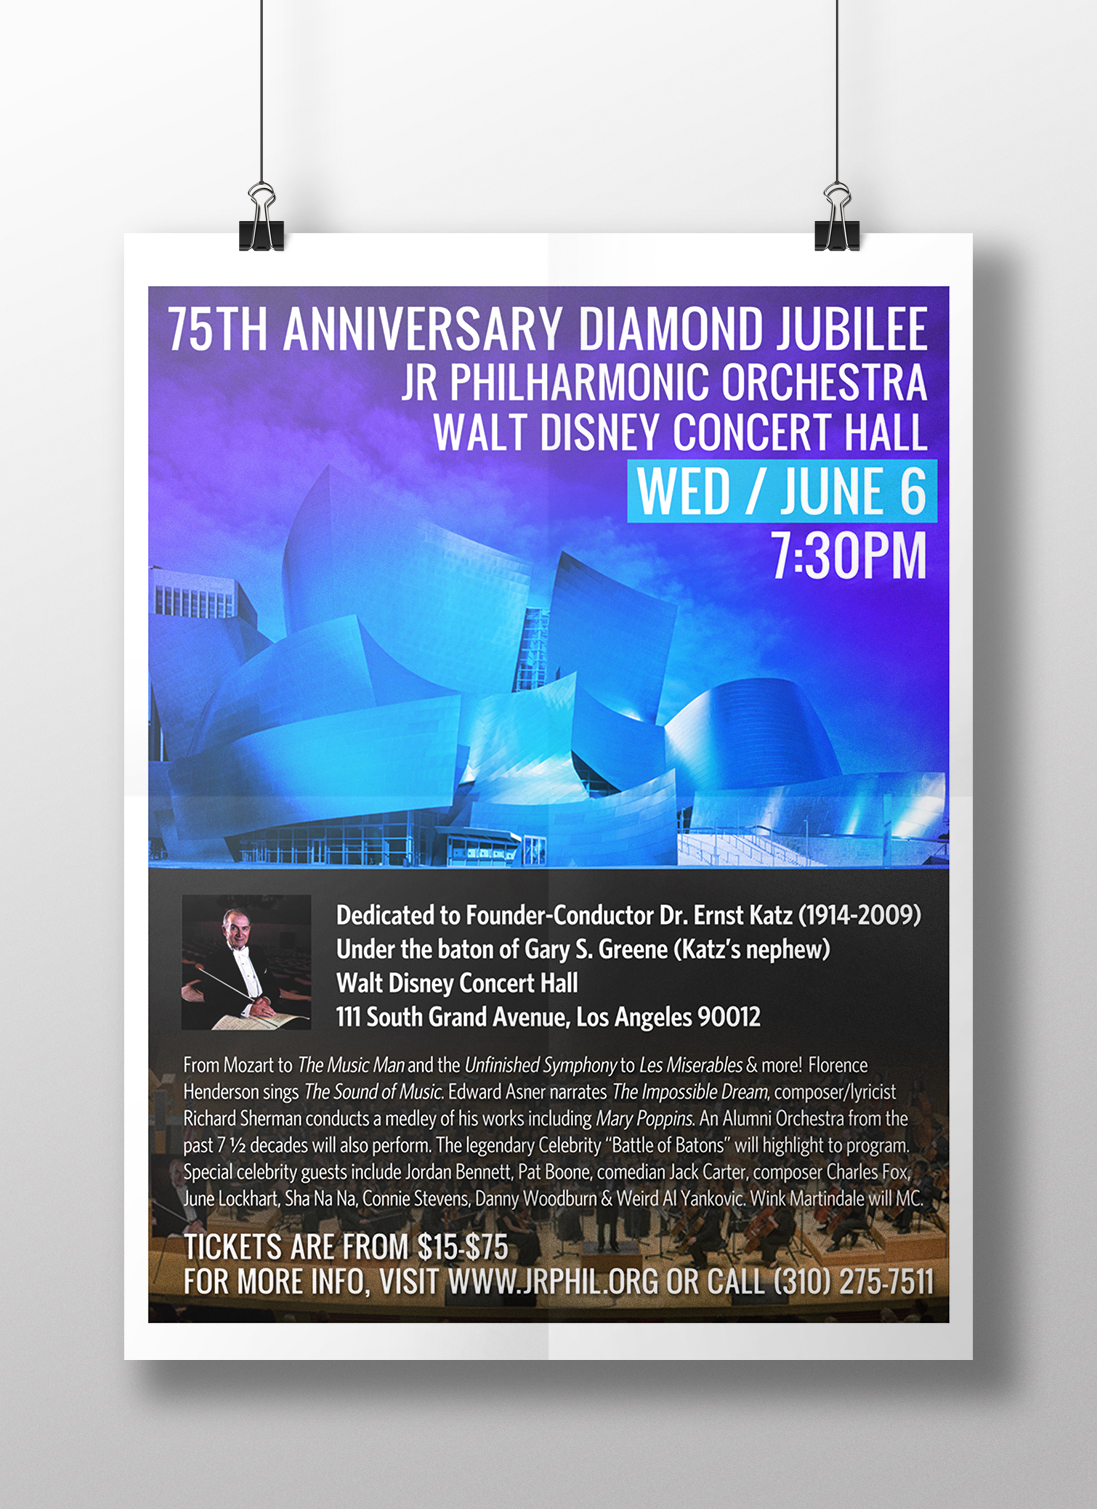 75TH ANNIVERSARY DIAMOND JUBILEE
JR PHILHARMONIC ORCHESTRA
WALT DISNEY CONCERT HALL
WED / JUNE 6
7:30PM
Dedicated to Founder-Conductor Dr. Ernst Katz (1914-2009)
Under the baton of Gary S. Greene (Katz's nephew)
Walt Disney Concert Hall
111 South Grand Avenue, Los Angeles 90012
From Mozart to The Music Man and the Unfinished Symphony to Les Miserables & more! Florence
Henderson sings The Sound of Music. Edward Asner narrates The Impossible Dream, composer/lyricist
Richard Sherman conducts a medley of his works including Mary Poppins. An Alumni Orchestra from the
past 7 ½ decades will also perform. The legendary Celebrity “Battle of Batons” will highlight to program.
Special celebrity guests include Jordan Bennett, Pat Boone, comedian Jack Carter, composer Charles Fox,
June Lockhart, Sha Na Na, Connie Stevens, Danny Woodburn & Weird Al Yankovic. Wink Martindale will MC.
TICKETS ARE FROM $15-$75
FOR MORE INFO, VISIT WWW.JRPHIL.ORG OR CALL (310) 275-7511